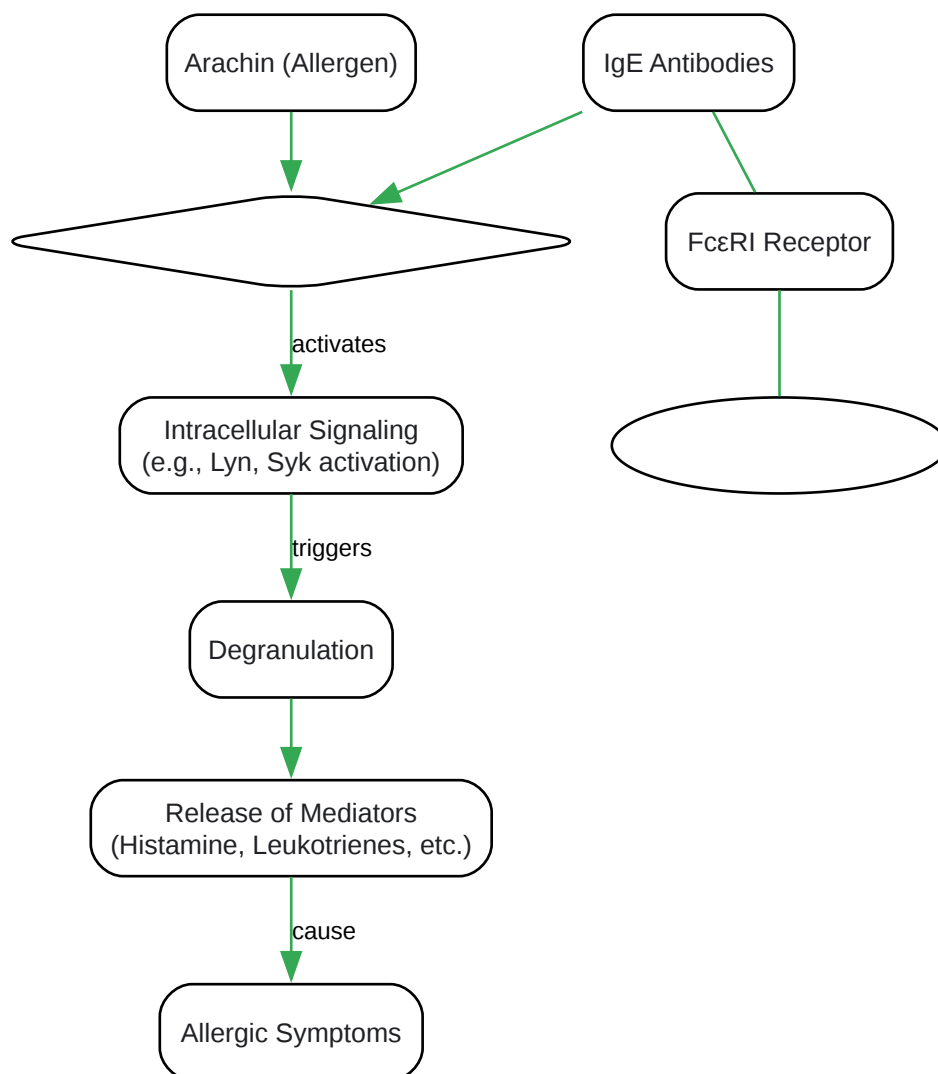 Arachin (Allergen)
IgE Antibodies
FcεRI Receptor
activates
Intracellular Signaling
(e.g., Lyn, Syk activation)
triggers
Degranulation
Release of Mediators
(Histamine, Leukotrienes, etc.)
cause
Allergic Symptoms